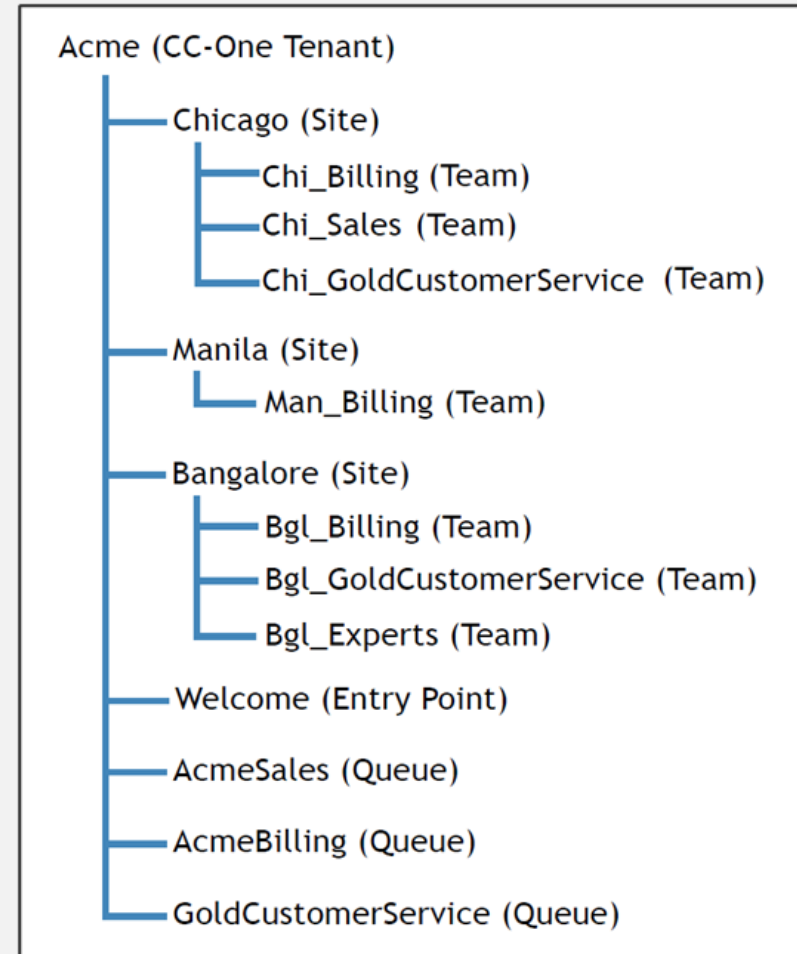 Acme (CC-One Tenant)
Chicago (Site)
Chi_Billing (Team)
Chi_Sales (Team)
Chi_GoldCustomerService (Team)
Manila (Site)
Man_Billing (Team)
Bangalore (Site)
Bgl_Billing (Team)
Bgl_GoldCustomerService (Team)
Bgl_Experts (Team)
Welcome (Entry Point)
AcmeSales (Queue)
AcmeBilling (Queue)
GoldCustomerService (Queue)